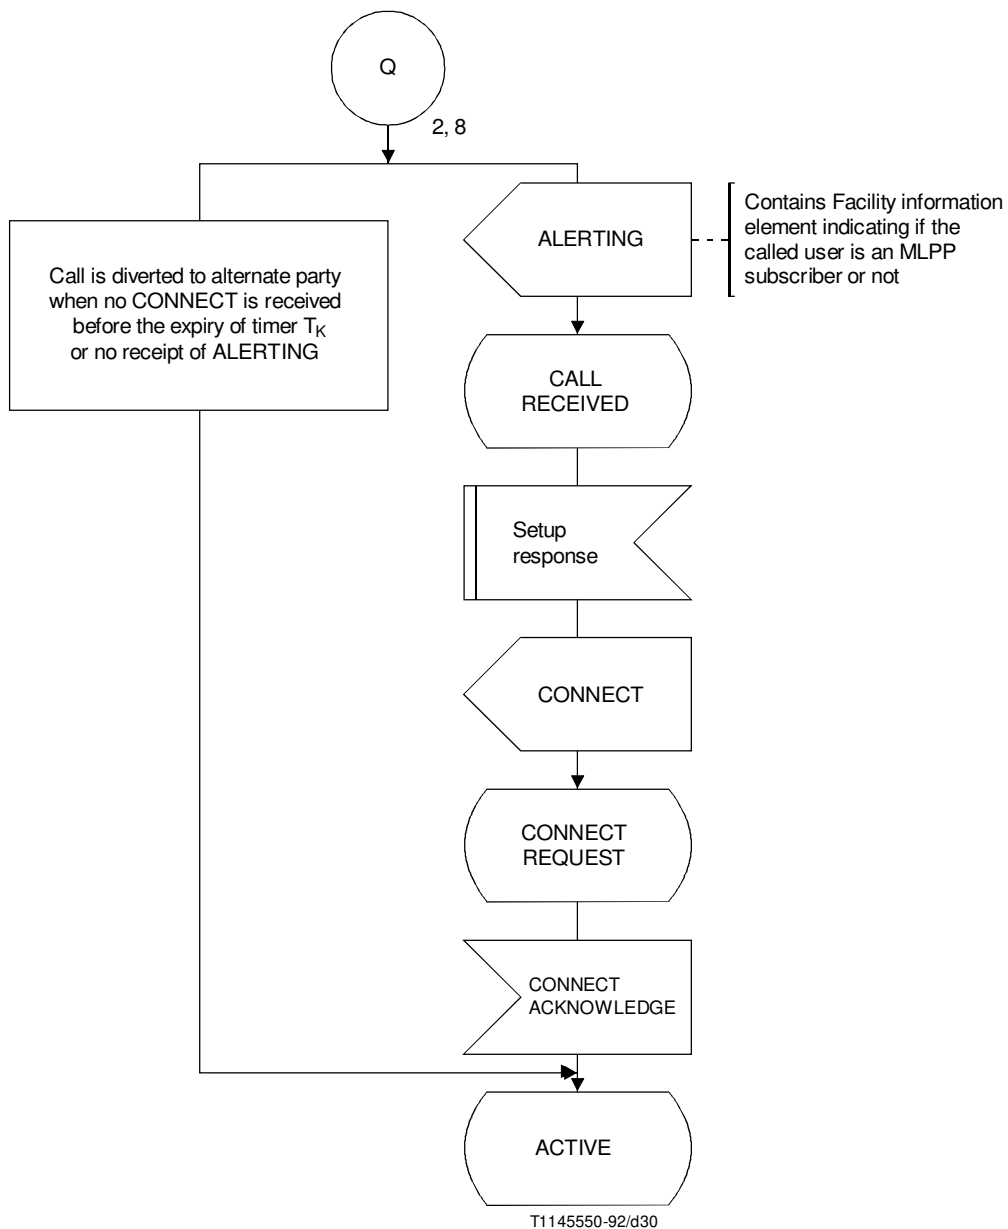 Q
2, 8
Call is diverted to alternate party
when no CONNECT is received
before the expiry of timer TK
or no receipt of ALERTING
ALERTING
Contains Facility information
element indicating if the
called user is an MLPP
subscriber or not
CALL
RECEIVED
Setup
response
CONNECT
CONNECT
REQUEST
CONNECT
ACKNOWLEDGE
ACTIVE
T1145550-92/d30